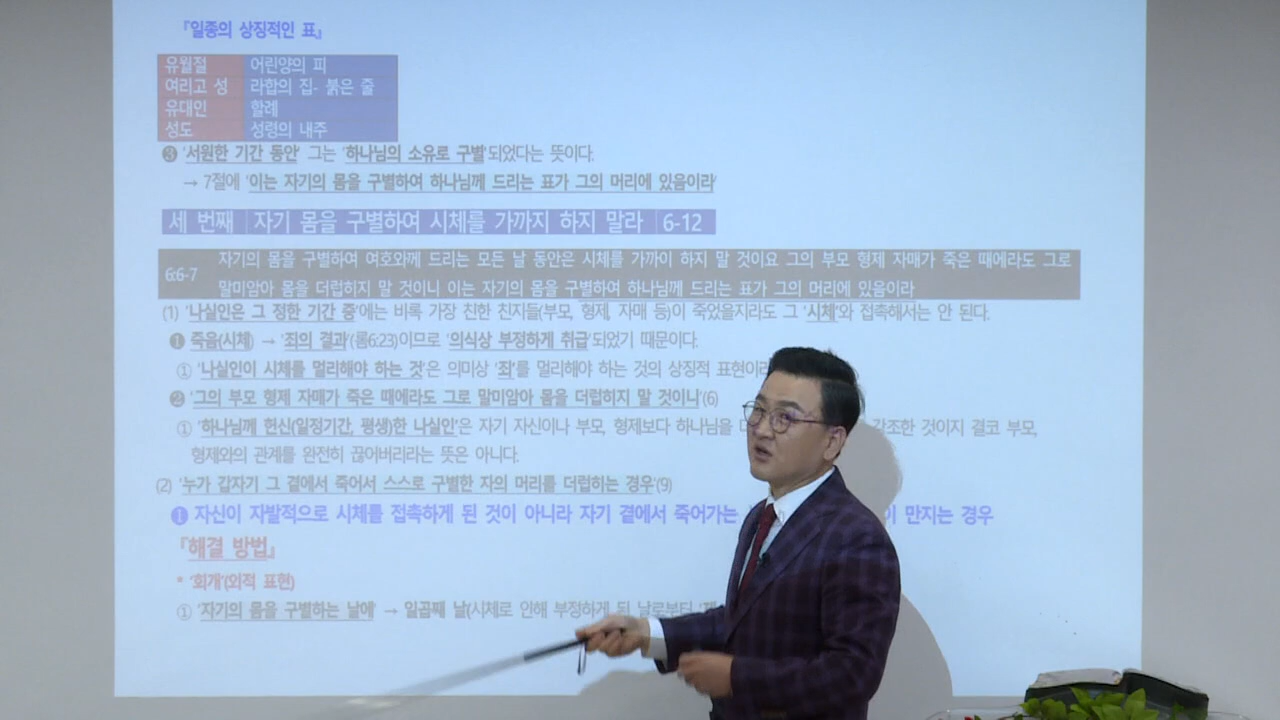 『일종의 상징적인 표』
유월절 어린양의 피
여리고 성 라합의 집- 붉은 줄
유대인 할례
성도 성령의 내주
❸ '서원한 기간 동안' 그는 '하나님의 소유로 구별'되었다는 뜻이다.
→ 7절에 '이는 자기의 몸을 구별하여 하나님께 드리는 표가 그의 머리에 있음이라'
세 번째 자기 몸을 구별하여 시체를 가까지 하지 말라 6-12
6:6-7 자기의 몸을 구별하여 여호와께 드리는 모든 날 동안은 시체를 가까이 하지 말 것이요 그의 부모 형제 자매가 죽은 때에라도 그로
말미암아 몸을 더럽히지 말 것이니 이는 자기의 몸을 구별하여 하나님께 드리는 표가 그의 머리에 있음이라
(1) '나실인은 그 정한 기간 중'에는 비록 가장 친한 친지들(부모, 형제, 자매 등)이 죽었을지라도 그 '시체'와 접촉해서는 안 된다.
❶ 죽음(시체) → '죄의 결과'(롬6:23)이므로 '의식상 부정하게 취급'되었기 때문이다.
① '나실인이 시체를 멀리해야 하는 것'은 의미상 '죄'를 멀리해야 하는 것의 상징적 표현이라
❷ '그의 부모 형제 자매가 죽은 때에라도 그로 말미암아 몸을 더럽히지 말 것이니'(6)
① '하나님께 헌신(일정기간, 평생)한 나실인'은 자기 자신이나 부모, 형제보다 하나님을 강조한 것이지 결코 부모,
형제와의 관계를 완전히 끊어버리라는 뜻은 아니다.
(2) '누가 갑자기 그 곁에서 죽어서 스스로 구별한 자의 머리를 더럽히는 경우'(9)
❶ 자신이 자발적으로 시체를 접촉하게 된 것이 아니라 자기 곁에서 죽어가는 이 만지는 경우
『해결 방법』
* '회개'(외적 표현)
① '자기의 몸을 구별하는 날에' → 일곱째 날(시체로 인해 부정하게 된 날로부터